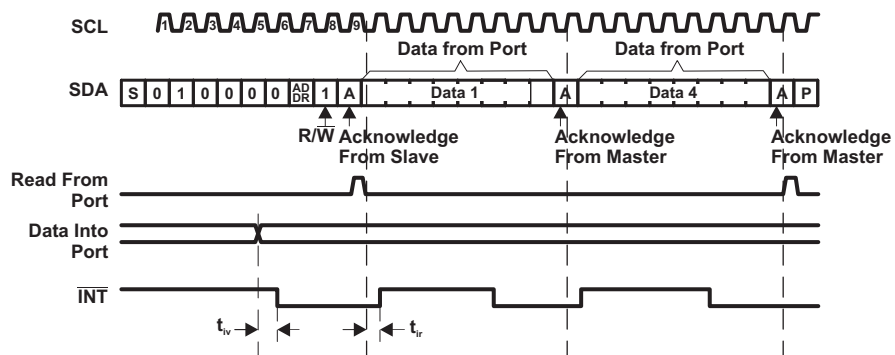 SCL
1 2 3 4 5 6 7 8 9
Data from Port
Data from Port
SDA
S 0 1 0 0 0 0 AD DR 1 A Data 1 A Data 4 A P
R/W̅
Acknowledge From Slave
Acknowledge From Master
Acknowledge From Master
Read From Port
Data Into Port
I̅N̅T̅
tiv
tir